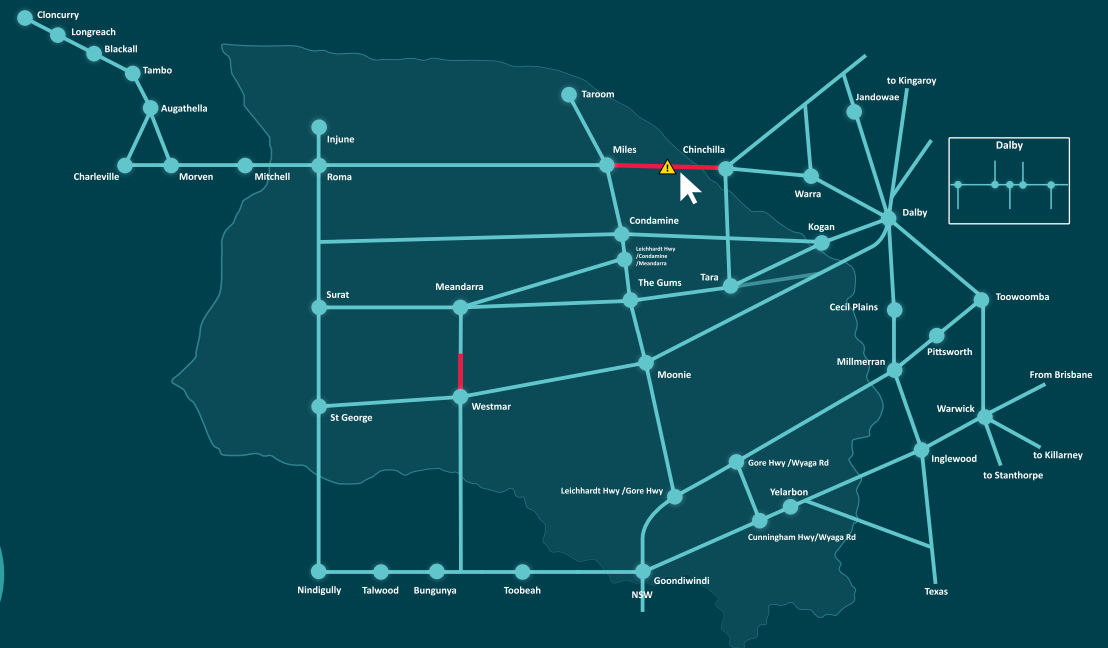 Cloncurry
Longreach
Blackall
Tambo
Augathella
Charleville
Morven
Mitchell
Injune
Roma
Taroom
Miles
Chinchilla
to Kingaroy
Jandowae
Warra
Dalby
Dalby
Kogan
Condamine
Leichhardt Hwy
/Condamine
/Meandarra
The Gums
Tara
Surat
Meandarra
Cecil Plains
Toowoomba
Pittsworth
Millmerran
Moonie
From Brisbane
Westmar
St George
Warwick
to Killarney
to Stanthorpe
Inglewood
Gore Hwy /Wyaga Rd
Leichhardt Hwy /Gore Hwy
Yelarbon
Cunningham Hwy/Wyaga Rd
Nindigully
Talwood
Bungunya
Toobeah
Goondiwindi
NSW
Texas